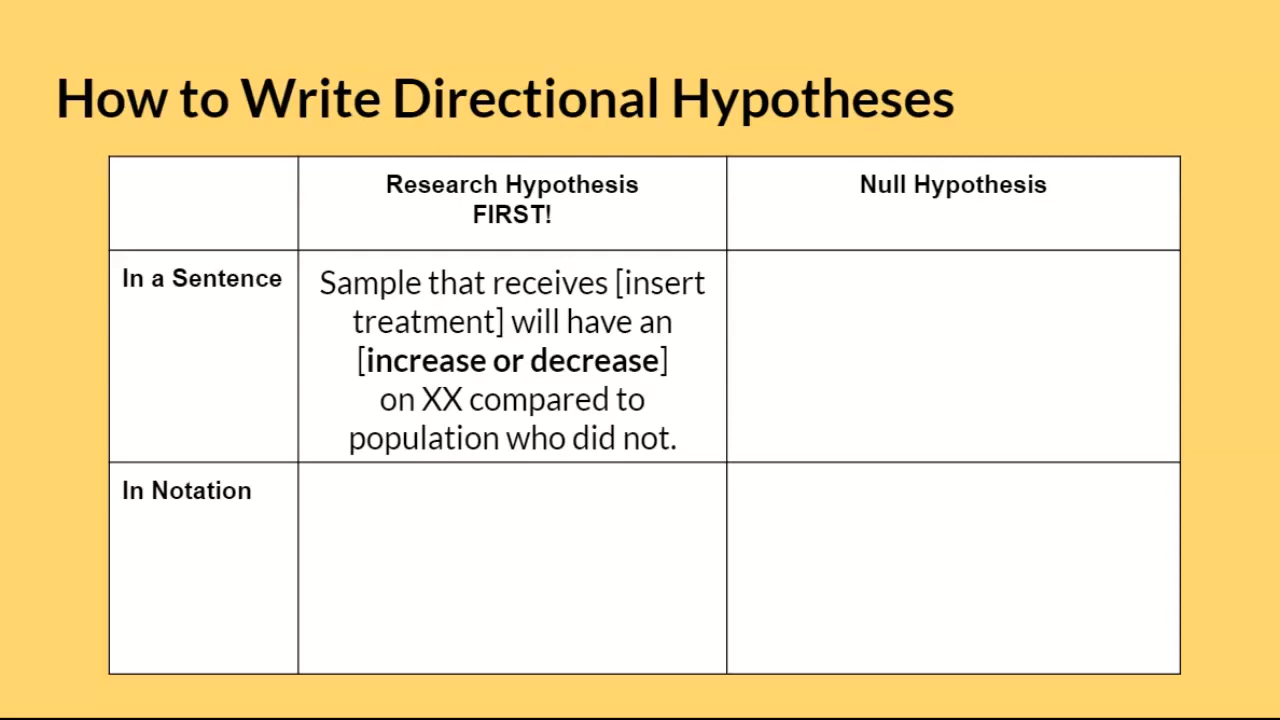 How to Write Directional Hypotheses
Research Hypothesis
FIRST!
Null Hypothesis
In a Sentence
Sample that receives [insert
treatment] will have an
[increase or decrease]
on XX compared to
population who did not.
In Notation